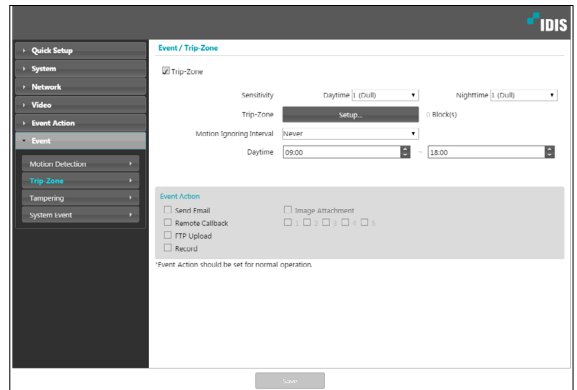 IDIS
Quick Setup
System
Network
Video
Event Action
Event
Motion Detection
Trip-Zone
Tampering
System Event
Event / Trip-Zone
Trip-Zone
Sensitivity Daytime 1 (Dull) Nighttime 1 (Dull)
Trip-Zone Setup... 0 Block(s)
Motion Ignoring Interval Never
Daytime 09:00 ~ 18:00
Event Action
Send Email Image Attachment
Remote Callback 1 2 3 4 5
FTP Upload
Record
*Event Action should be set for normal operation.
Save